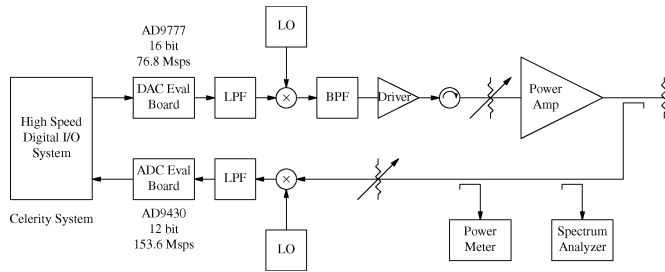 LO
AD9777
16 bit
76.8 Msps
DAC Eval
Board
LPF
×
BPF
Driver
Power
Amp
High Speed
Digital I/O
System
Celerity System
ADC Eval
Board
LPF
×
AD9430
12 bit
153.6 Msps
LO
Power
Meter
Spectrum
Analyzer